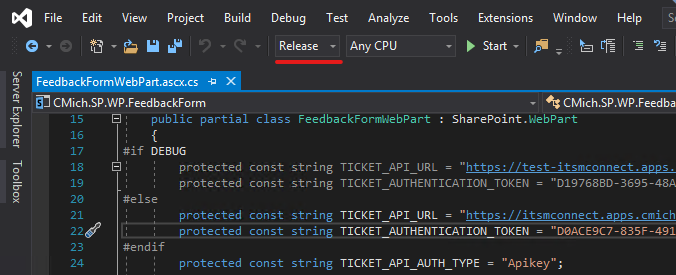 File Edit View Project Build Debug Test Analyze Tools Extensions Window
Release Any CPU Start
Server Explorer
Toolbox
FeedbackFormWebPart.ascx.cs
CMich.SP.WP.FeedbackForm CMich.SP.WP.Feedba
15 public partial class FeedbackFormWebPart : SharePoint.WebPart
16 {
17 #if DEBUG
18 protected const string TICKET_API_URL = "https://test-itsmconnect.apps.
19 protected const string TICKET_AUTHENTICATION_TOKEN = "D19768BD-3695-48A
20 #else
21 protected const string TICKET_API_URL = "https://itsmconnect.apps.cmich
22 protected const string TICKET_AUTHENTICATION_TOKEN = "D0ACE9C7-835F-491
23 #endif
24 protected const string TICKET_API_AUTH_TYPE = "Apikey";